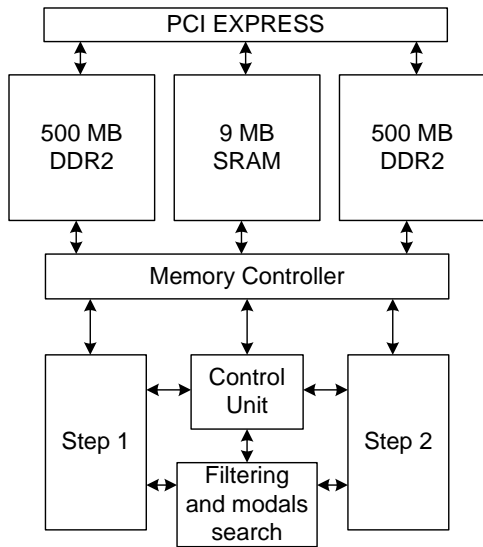 PCI EXPRESS
500 MB
DDR2
9 MB
SRAM
500 MB
DDR2
Memory Controller
Step 1
Control
Unit
Step 2
Filtering
and modals
search